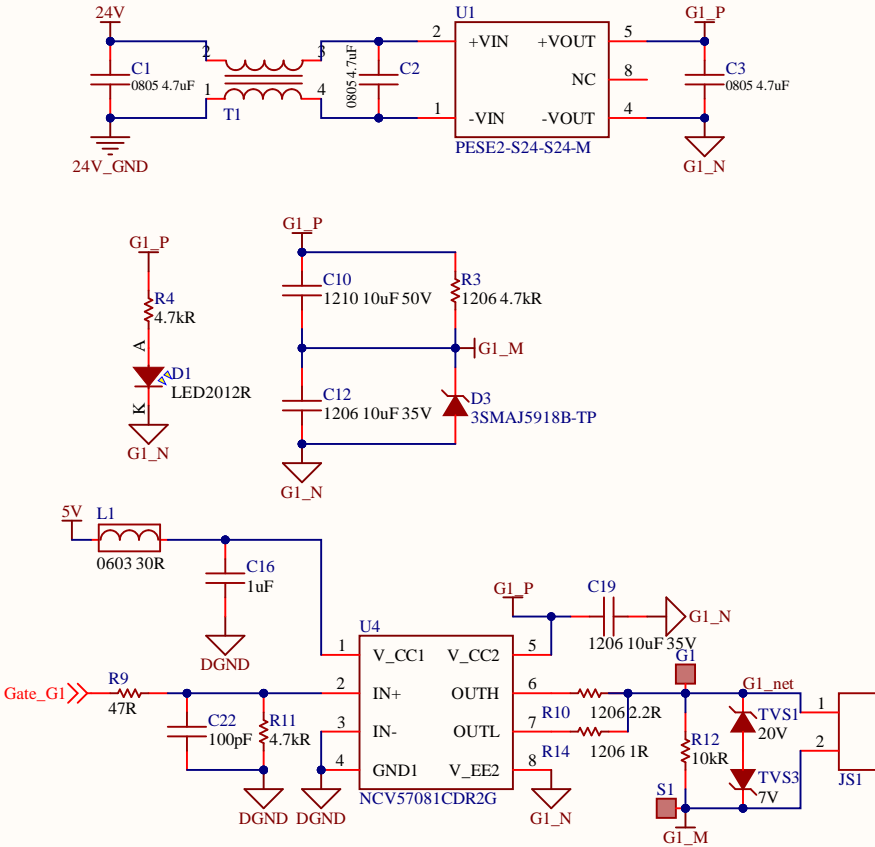 24V
U1
G1_P
2
3
2
+VIN
+VOUT
5
C1
0805 4.7uF
0805 4.7uF
C2
NC
8
C3
0805 4.7uF
1
4
T1
1
-VIN
-VOUT
4
24V_GND
PESE2-S24-S24-M
G1_N
G1_P
G1_P
R4
4.7kR
C10
1210 10uF 50V
R3
1206 4.7kR
A
G1_M
D1
LED2012R
K
C12
1206 10uF 35V
D3
3SMAJ5918B-TP
G1_N
G1_N
5V
L1
0603 30R
C16
1uF
DGND
G1_P
C19
G1_N
1206 10uF 35V
U4
1
V_CC1
V_CC2
5
Gate_G1
R9
47R
2
IN+
OUTH
6
R10
1206 2.2R
G1
G1_net
C22
100pF
R11
4.7kR
3
IN-
OUTL
7
R14
1206 1R
R12
10kR
TVS1
20V
1
2
JS1
4
GND1
V_EE2
8
TVS3
7V
DGND
DGND
NCV57081CDR2G
G1_N
S1
G1_M